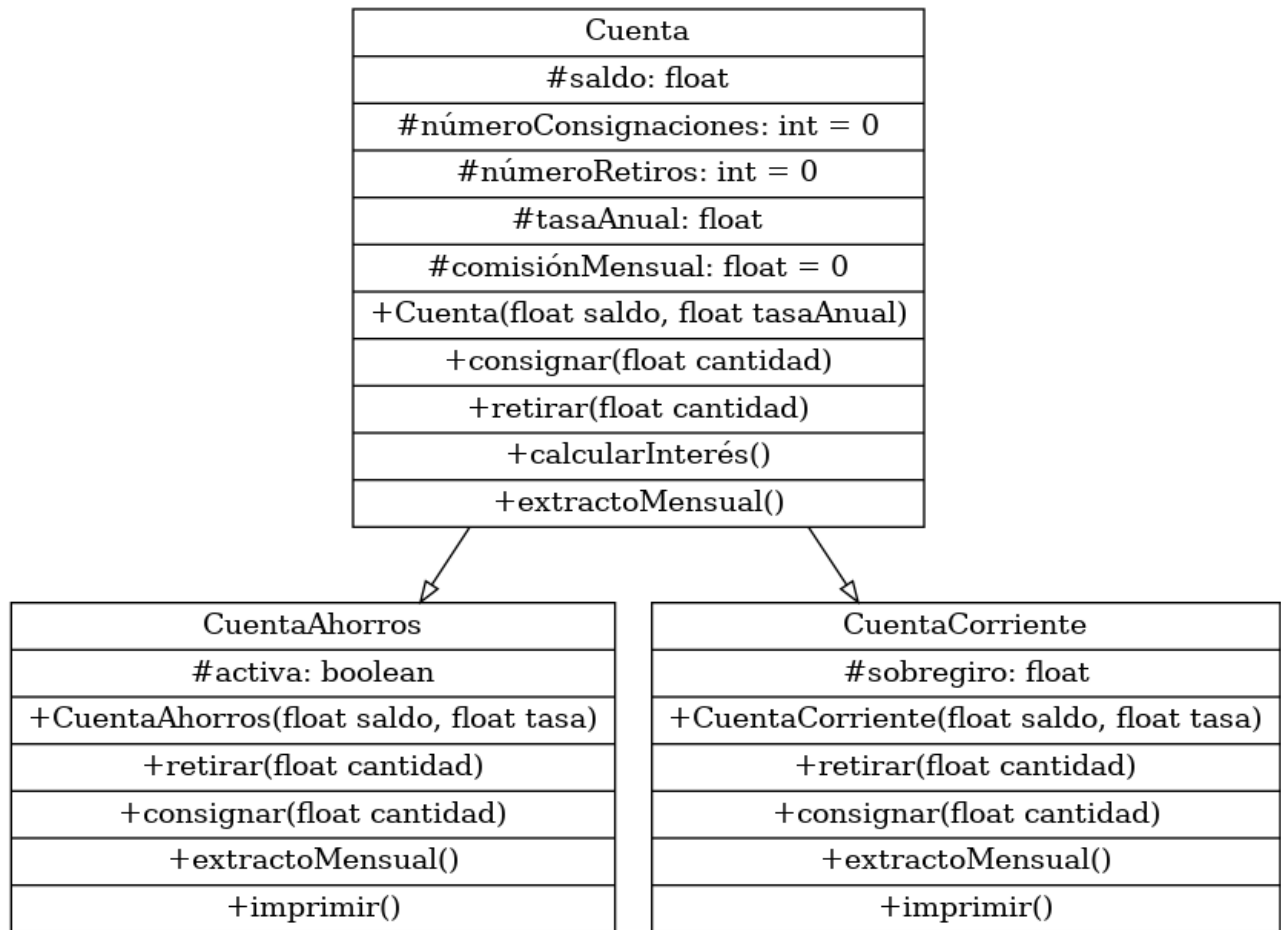 Cuenta
#saldo: float
#númeroConsignaciones: int = 0
#númeroRetiros: int = 0
#tasaAnual: float
#comisiónMensual: float = 0
+Cuenta(float saldo, float tasaAnual)
+consignar(float cantidad)
+retirar(float cantidad)
+calcularInterés()
+extractoMensual()
CuentaAhorros
#activa: boolean
+CuentaAhorros(float saldo, float tasa)
+retirar(float cantidad)
+consignar(float cantidad)
+extractoMensual()
+imprimir()
CuentaCorriente
#sobregiro: float
+CuentaCorriente(float saldo, float tasa)
+retirar(float cantidad)
+consignar(float cantidad)
+extractoMensual()
+imprimir()